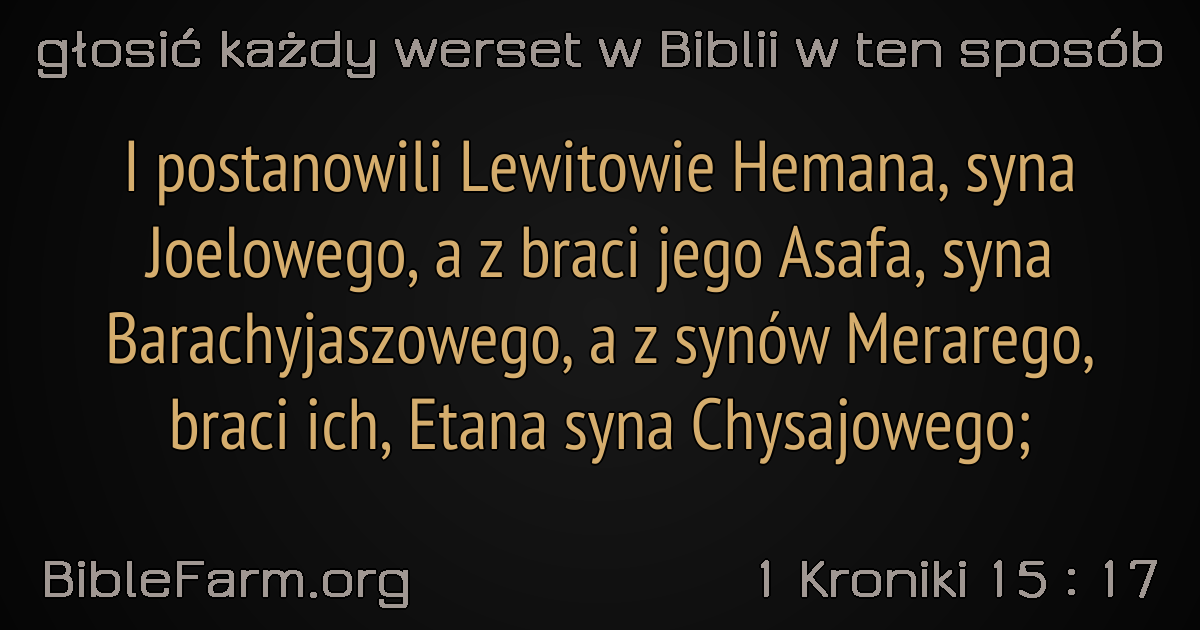 głosić każdy werset w Biblii w ten sposób
I postanowili Lewitowie Hemana, syna
Joelowego, a z braci jego Asafa, syna
Barachyjaszowego, a z synów Merarego,
braci ich, Etana syna Chysajowego;
BibleFarm.org
1 Kroniki 15 : 17